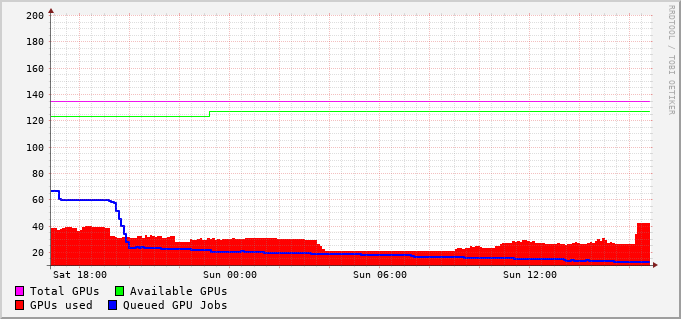 200
180
160
140
120
100
80
60
40
20
Sat 18:00 Sun 00:00 Sun 06:00 Sun 12:00
Total GPUs Available GPUs
GPUs used Queued GPU Jobs
RRDTOOL / TOBI OETIKER